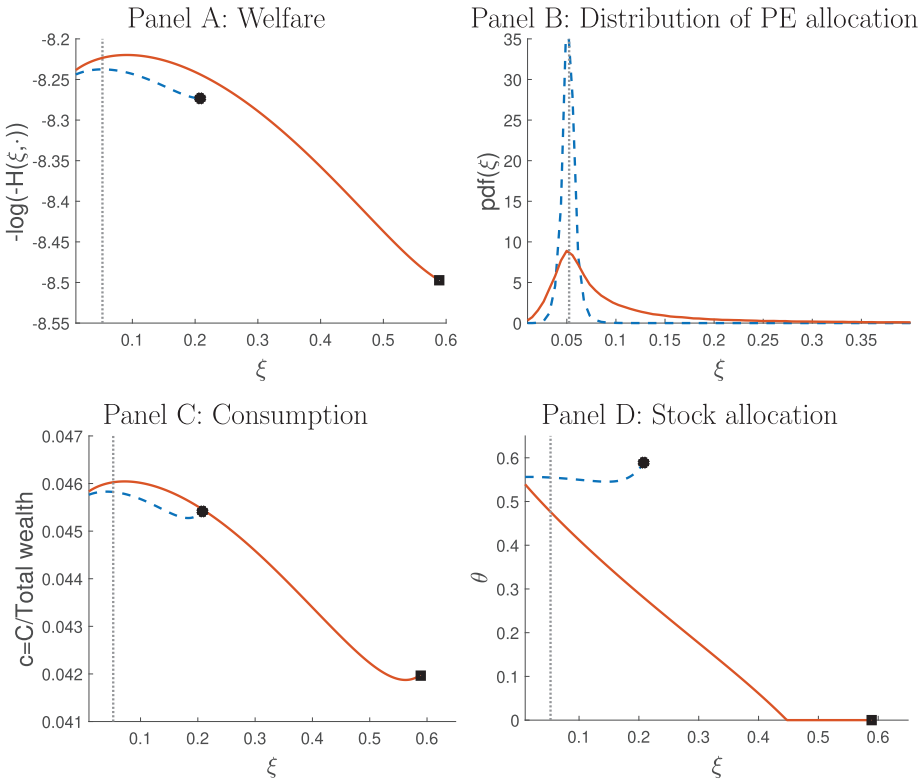 Panel A: Welfare
-8.2
-8.25
-8.3
-8.35
-8.4
-8.45
-8.5
-8.55
-log(-H(ξ,·))
0.1 0.2 0.3 0.4 0.5 0.6
ξ
Panel B: Distribution of PE allocation
35
30
25
20
15
10
5
0
pdf(ξ)
0.05 0.1 0.15 0.2 0.25 0.3 0.35
ξ
Panel C: Consumption
0.047
0.046
0.045
0.044
0.043
0.042
0.041
c=C/Total wealth
0.1 0.2 0.3 0.4 0.5 0.6
ξ
Panel D: Stock allocation
0.6
0.5
0.4
0.3
0.2
0.1
0
θ
0.1 0.2 0.3 0.4 0.5 0.6
ξ